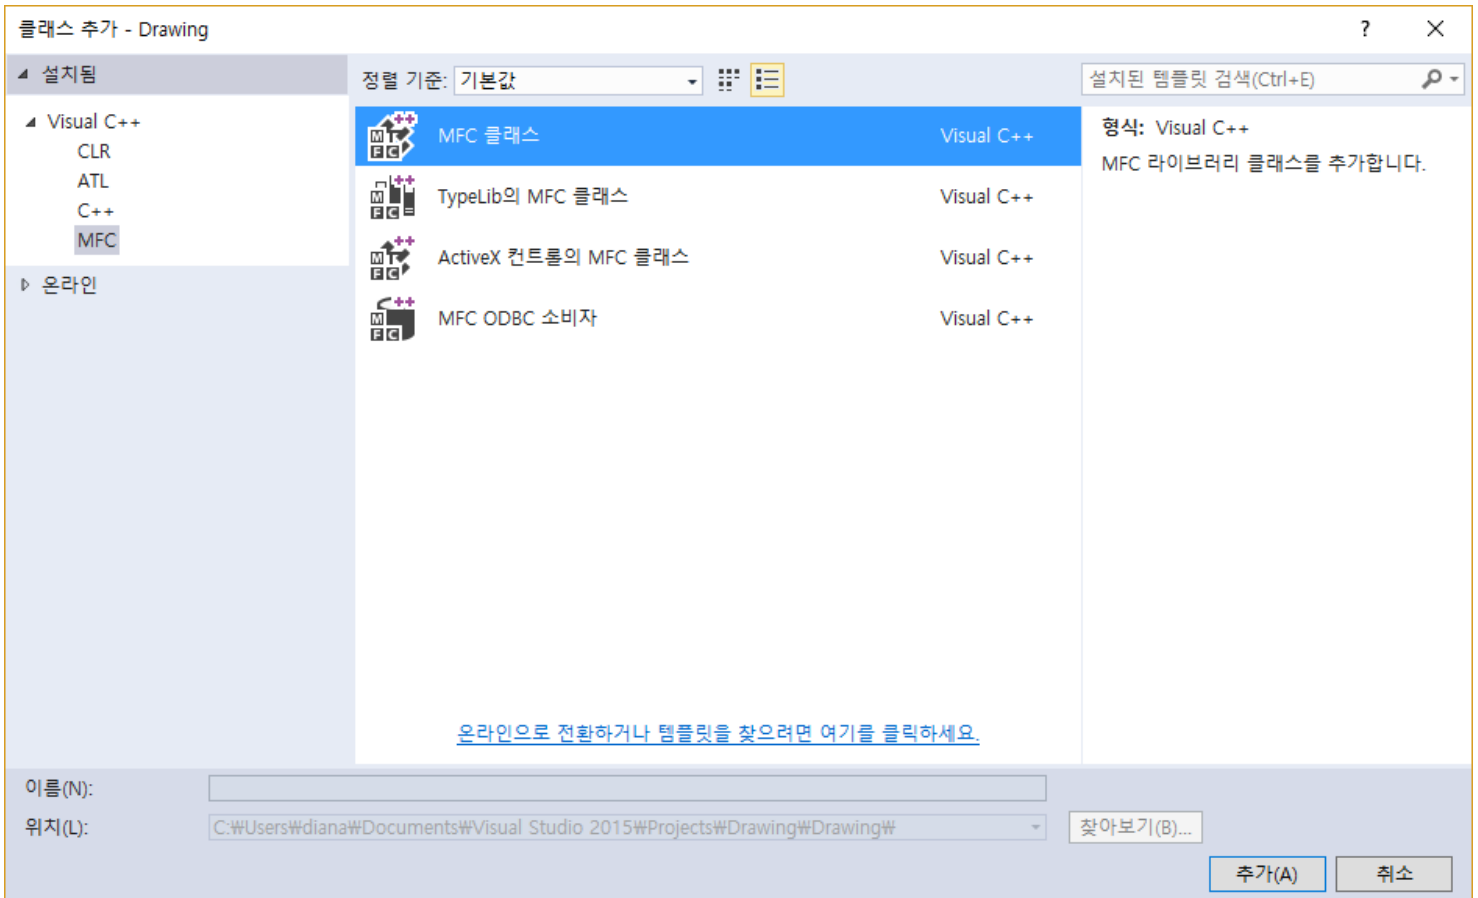 클래스 추가 - Drawing
?
설치됨
정렬 기준: 기본값
설치된 템플릿 검색(Ctrl+E)
Visual C++
CLR
ATL
C++
MFC
온라인
MFC 클래스 Visual C++
TypeLib의 MFC 클래스 Visual C++
ActiveX 컨트롤의 MFC 클래스 Visual C++
MFC ODBC 소비자 Visual C++
형식: Visual C++
MFC 라이브러리 클래스를 추가합니다.
온라인으로 전환하거나 템플릿을 찾으려면 여기를 클릭하세요.
이름(N):
위치(L): C:₩Users₩diana₩Documents₩Visual Studio 2015₩Projects₩Drawing₩Drawing₩ 찾아보기(B)...
추가(A) 취소